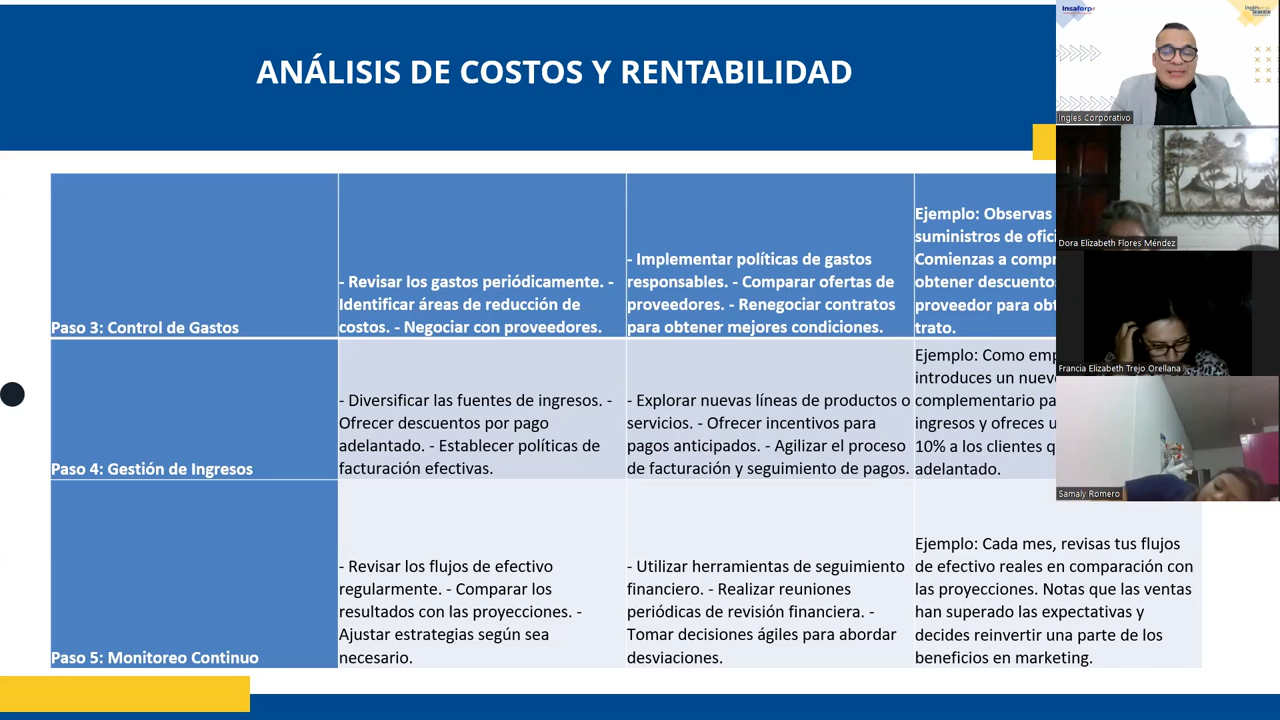 ANÁLISIS DE COSTOS Y RENTABILIDAD
Paso 3: Control de Gastos
- Revisar los gastos periódicamente. -
Identificar áreas de reducción de
costos. - Negociar con proveedores.
- Implementar políticas de gastos
responsables. - Comparar ofertas de
proveedores. - Renegociar contratos
para obtener mejores condiciones.
Ejemplo: Observas
suministros de
Comienzas a
obtener
proveedor para
trato.
Paso 4: Gestión de Ingresos
- Diversificar las fuentes de ingresos. -
Ofrecer descuentos por pago
adelantado. - Establecer políticas de
facturación efectivas.
- Explorar nuevas líneas de productos o
servicios. - Ofrecer incentivos para
pagos anticipados. - Agilizar el proceso
de facturación y seguimiento de pagos.
Ejemplo: Como
introduces un
complementario
ingresos y ofreces
10% a los clientes
adelantado.
Paso 5: Monitoreo Continuo
- Revisar los flujos de efectivo
regularmente. - Comparar los
resultados con las proyecciones. -
Ajustar estrategias según sea
necesario.
- Utilizar herramientas de seguimiento
financiero. - Realizar reuniones
periódicas de revisión financiera. -
Tomar decisiones ágiles para abordar
desviaciones.
Ejemplo: Cada mes, revisas tus flujos
de efectivo reales en comparación con
las proyecciones. Notas que las ventas
han superado las expectativas y
decides reinvertir una parte de los
beneficios en marketing.
Insaforp
Ingles Corporativo
Dora Elizabeth Flores Méndez
Francia Elizabeth Trejo Orellana
Samaly Romero